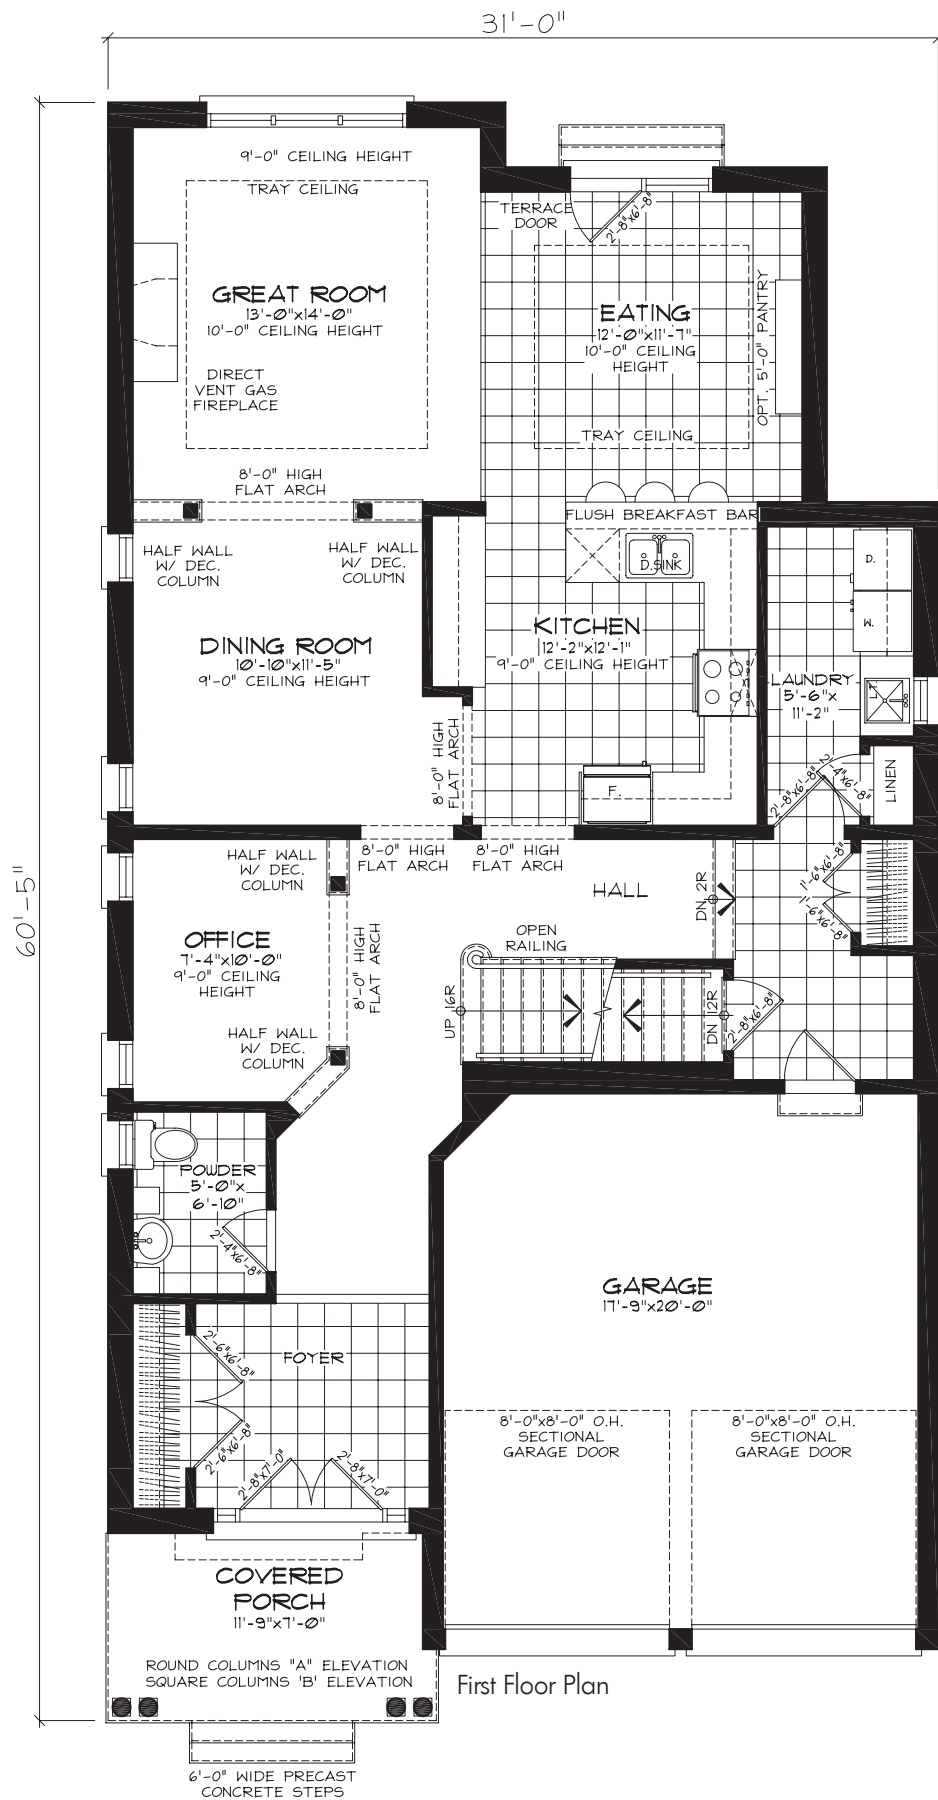 31'-0"
60'-5"
9'-0" CEILING HEIGHT
TRAY CEILING
GREAT ROOM
13'-0"x14'-0"
10'-0" CEILING HEIGHT
DIRECT
VENT GAS
FIREPLACE
TERRACE
DOOR
2'-8"x6'-8"
EATING
12'-0"x11'-7"
10'-0" CEILING
HEIGHT
TRAY CEILING
OPT. 5'-0" PANTRY
8'-0" HIGH
FLAT ARCH
FLUSH BREAKFAST BAR
HALF WALL
W/ DEC.
COLUMN
HALF WALL
W/ DEC.
COLUMN
D.SINK
D.
W.
DINING ROOM
10'-10"x11'-5"
9'-0" CEILING HEIGHT
KITCHEN
12'-2"x12'-1"
9'-0" CEILING HEIGHT
LAUNDRY
5'-6"x
11'-2"
L.T.
8'-0" HIGH
FLAT ARCH
F.
2'-8"x6'-8"
2'-4"x6'-8"
LINEN
HALF WALL
W/ DEC.
COLUMN
8'-0" HIGH
FLAT ARCH
8'-0" HIGH
FLAT ARCH
HALL
DN 2R
1'-6"x6'-8"
1'-6"x6'-8"
OFFICE
7'-4"x10'-0"
9'-0" CEILING
HEIGHT
8'-0" HIGH
FLAT ARCH
OPEN
RAILING
UP 16R
DN 12R
2'-8"x6'-8"
HALF WALL
W/ DEC.
COLUMN
POWDER
5'-0"x
6'-10"
2'-4"x6'-8"
GARAGE
17'-9"x20'-0"
FOYER
2'-6"x6'-8"
2'-6"x6'-8"
2'-8"x7'-0"
2'-8"x7'-0"
8'-0"x8'-0" O.H.
SECTIONAL
GARAGE DOOR
8'-0"x8'-0" O.H.
SECTIONAL
GARAGE DOOR
COVERED
PORCH
11'-9"x7'-0"
ROUND COLUMNS "A" ELEVATION
SQUARE COLUMNS 'B' ELEVATION
First Floor Plan
6'-0" WIDE PRECAST
CONCRETE STEPS